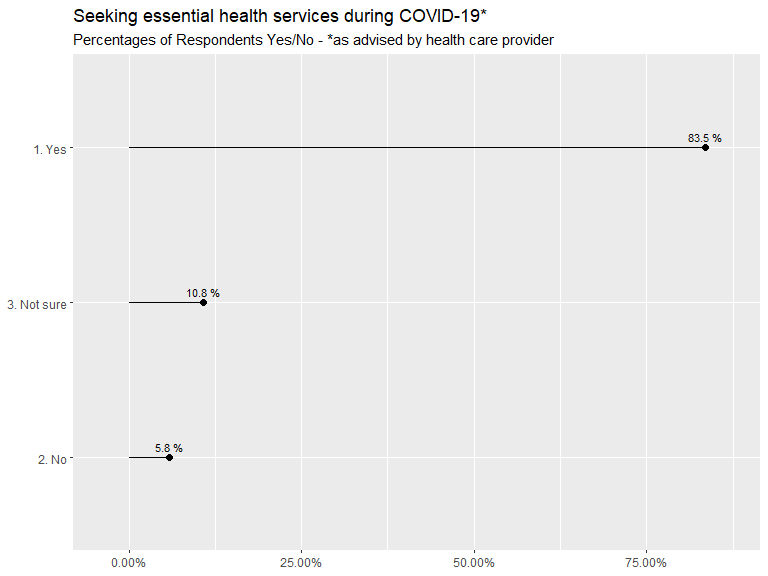 Seeking essential health services during COVID-19*
Percentages of Respondents Yes/No - *as advised by health care provider
1. Yes
83.5 %
3. Not sure
10.8 %
2. No
5.8 %
0.00%
25.00%
50.00%
75.00%